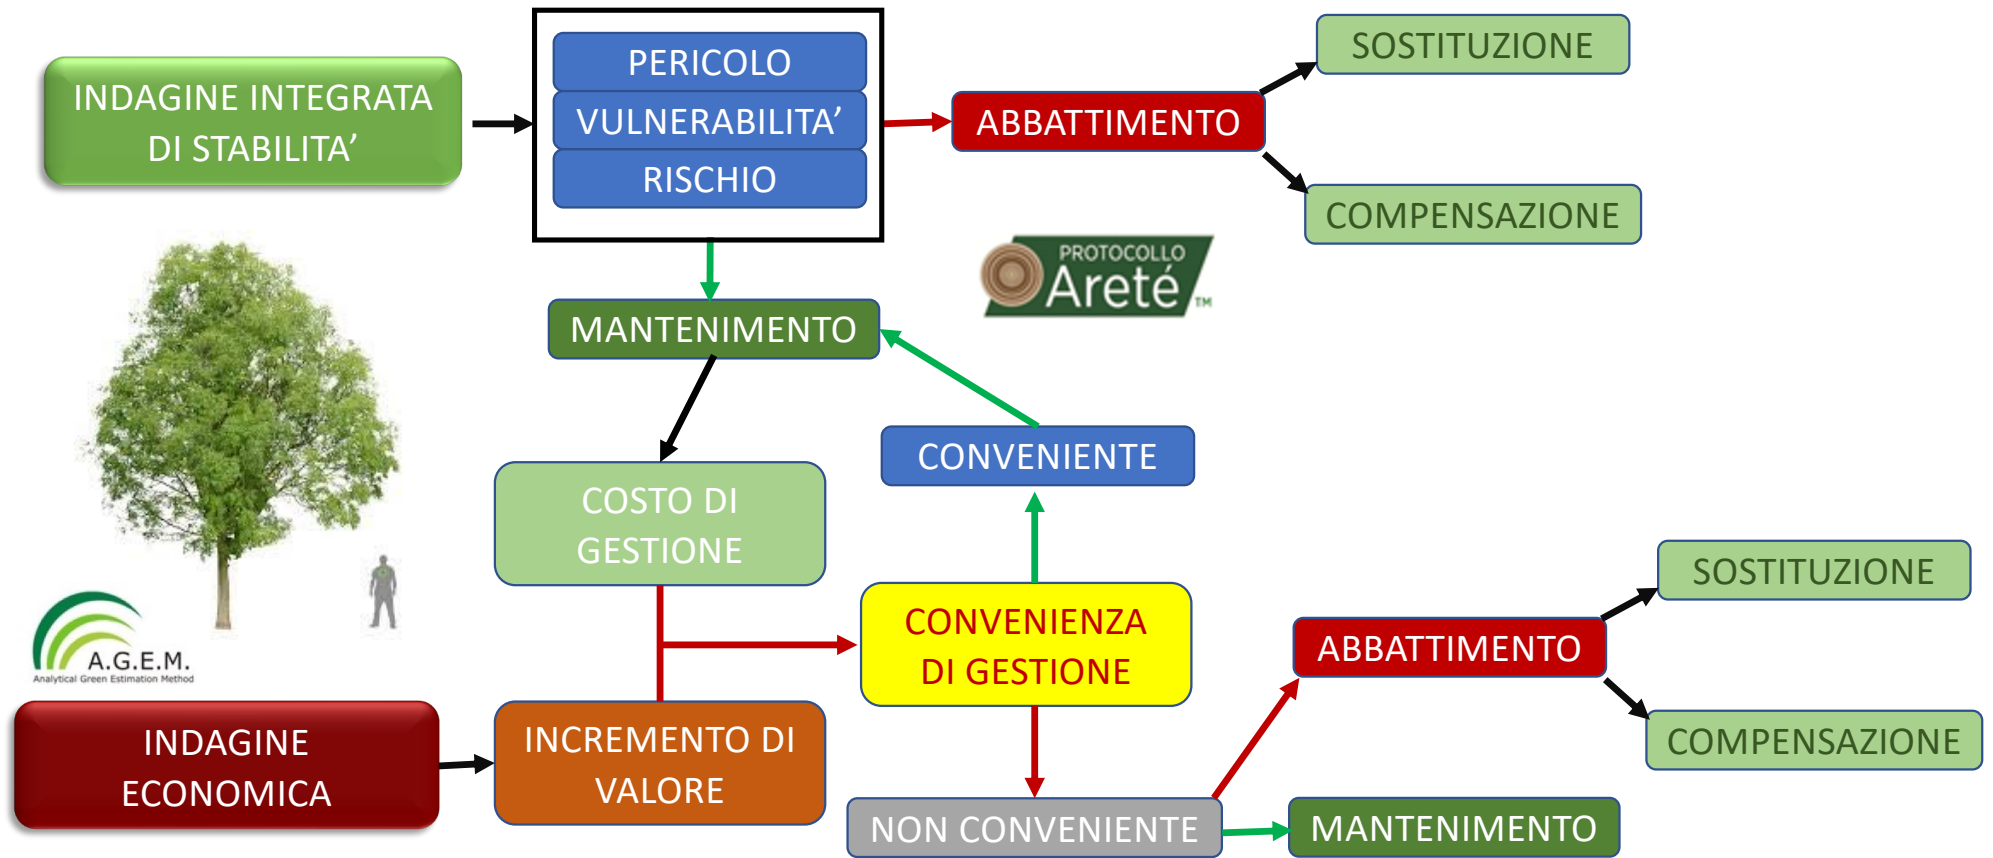 INDAGINE INTEGRATA
DI STABILITA’
PERICOLO
VULNERABILITA’
RISCHIO
ABBATTIMENTO
SOSTITUZIONE
COMPENSAZIONE
PROTOCOLLO
Areté
TM
MANTENIMENTO
CONVENIENTE
COSTO DI
GESTIONE
CONVENIENZA
DI GESTIONE
A.G.E.M.
Analytical Green Estimation Method
INDAGINE
ECONOMICA
INCREMENTO DI
VALORE
NON CONVENIENTE
ABBATTIMENTO
SOSTITUZIONE
COMPENSAZIONE
MANTENIMENTO